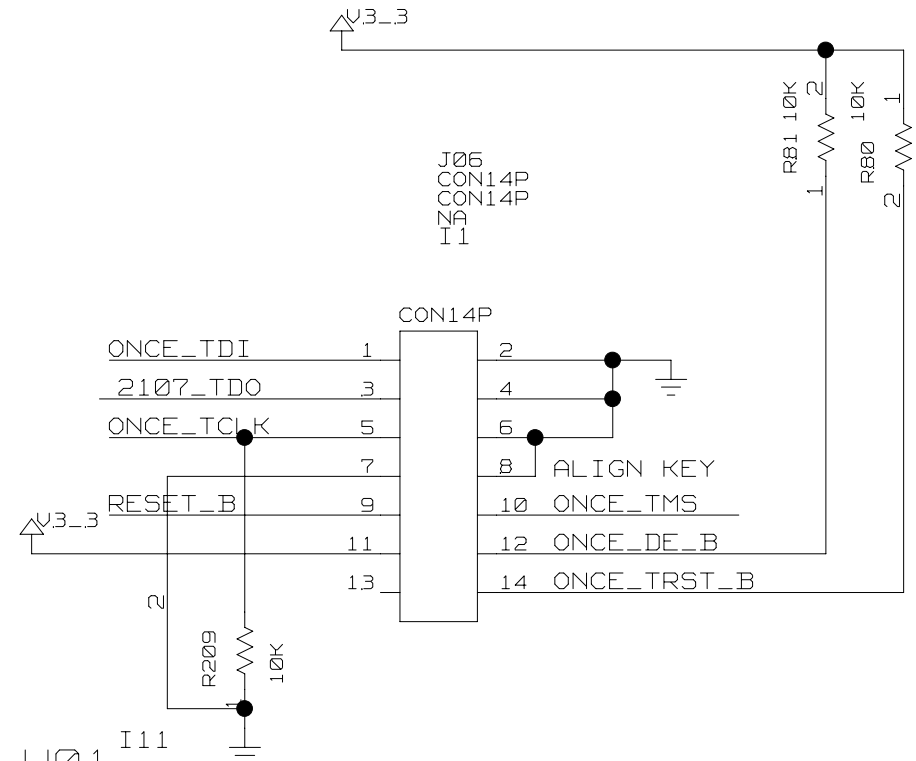 V3_3
2
10K
R81
1
1
10K
R80
2
J06
CON14P
CON14P
NA
I1
CON14P
ONCE_TDI 1 2
2107_TDO 3 4
ONCE_TCLK 5 6
7 8 ALIGN KEY
RESET_B 9 10 ONCE_TMS
V3_3 11 12 ONCE_DE_B
13 14 ONCE_TRST_B
2
R209
10K
1
I11